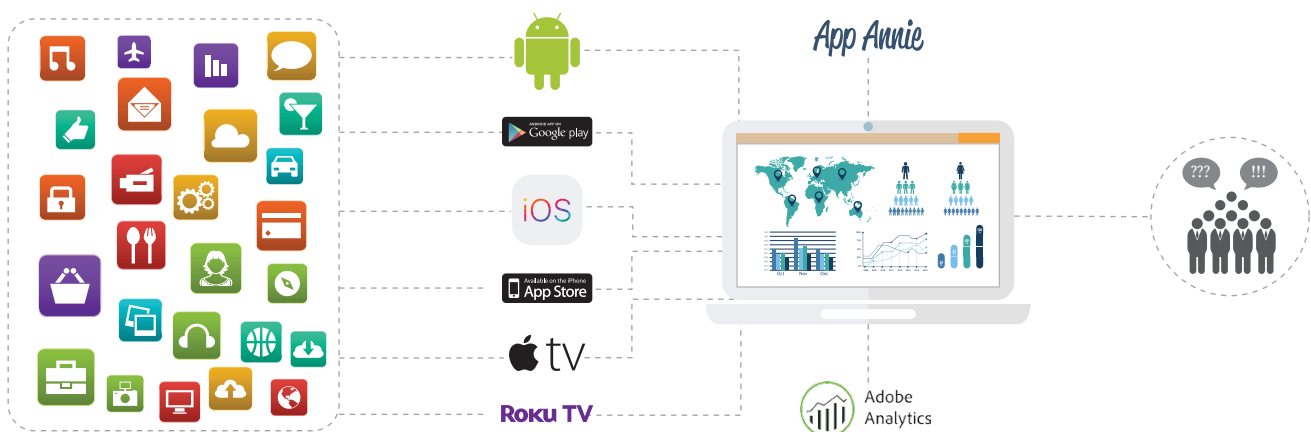 App Annie
ANDROID APP ON
Google play
iOS
Available on the iPhone
App Store
tv
ROKU TV
Oct Nov Dec
??? !!!
Adobe
Analytics